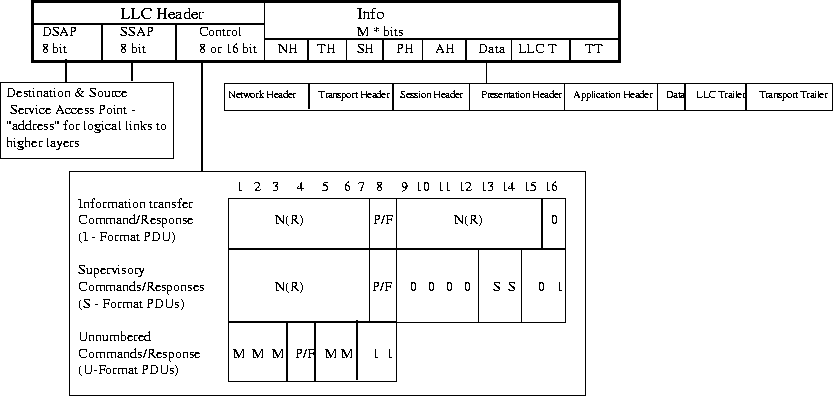 LLC Header Info
DSAP SSAP Control M * bits
8 bit 8 bit 8 or 16 bit NH TH SH PH AH Data LLC T TT
Destination & Source
Service Access Point -
"address" for logical links to
higher layers
Network Header Transport Header Session Header Presentation Header Application Header Data LLC Trailer Transport Trailer
1 2 3 4 5 6 7 8 9 10 11 12 13 14 15 16
Information transfer
Command/Response N(R) P/F N(R) 0
(1 - Format PDU)
Supervisory
Commands/Responses N(R) P/F 0 0 0 0 S S 0 1
(S - Format PDUs)
Unnumbered
Commands/Response M M M P/F M M 1 1
(U-Format PDUs)